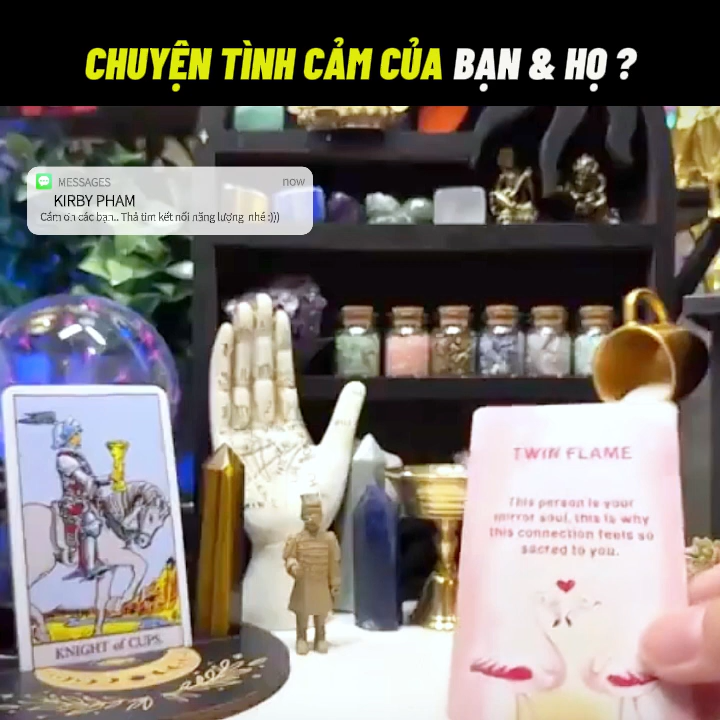 CHUYỆN TÌNH CẢM CỦA BẠN & HỌ ?
MESSAGES
now
KIRBY PHAM
Cảm ơn các bạn.. Thả tim kết nối năng lượng nhé :)))
TWIN FLAME
This person is your
mirror soul, this is why
this connection feels so
sacred to you.
KNIGHT of CUPS.